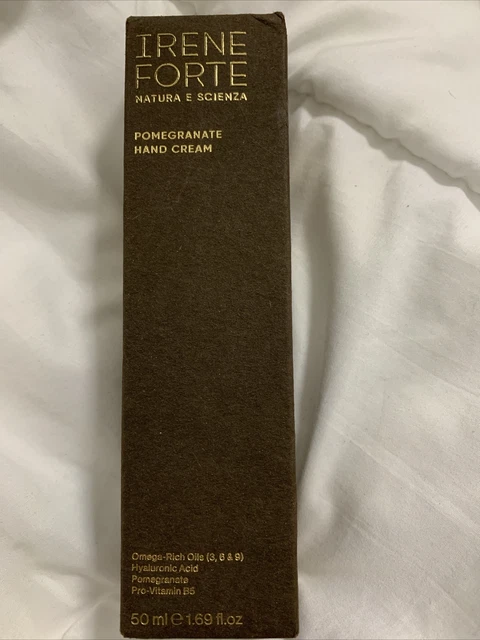 IRENE
FORTE
NATURA E SCIENZA
POMEGRANATE
HAND CREAM
Omega-Rich Oils (3, 6 & 9)
Hyaluronic Acid
Pomegranate
Pro-Vitamin B5
50 ml ℮ 1.69 fl.oz